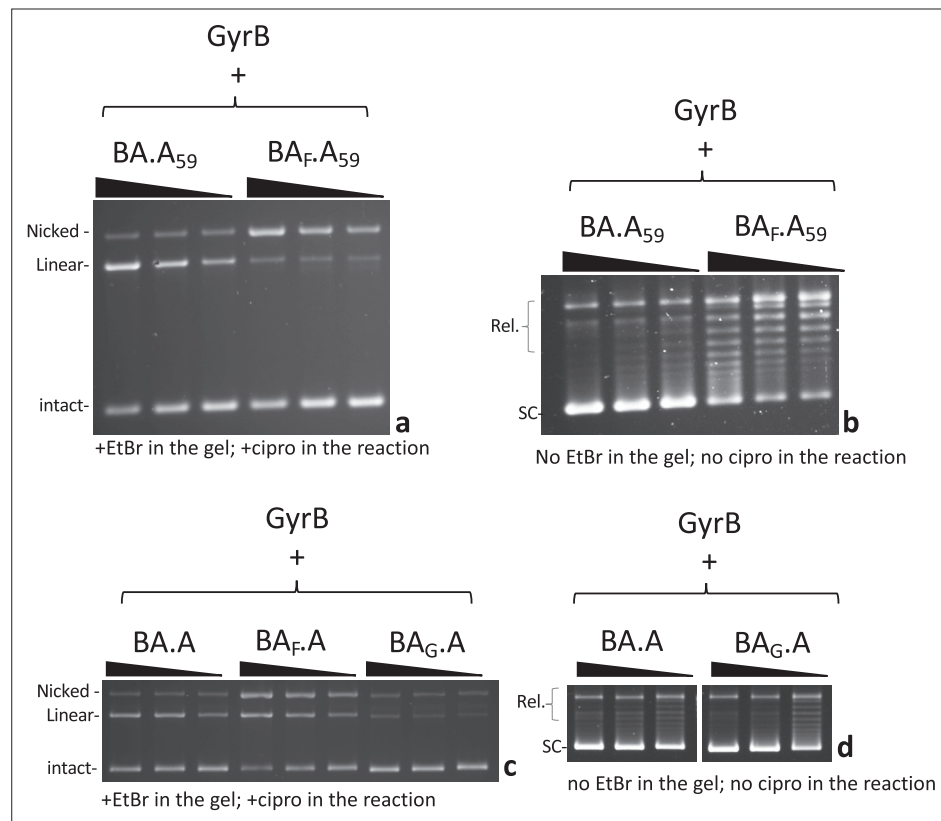 GyrB
+
BA.A59 BAF.A59
Nicked -
Linear-
intact-
a
+EtBr in the gel; +cipro in the reaction
GyrB
+
BA.A59 BAF.A59
Rel.
SC-
b
No EtBr in the gel; no cipro in the reaction
GyrB
+
BA.A BAF.A BAG.A
Nicked -
Linear-
intact-
c
+EtBr in the gel; +cipro in the reaction
GyrB
+
BA.A BAG.A
Rel.
SC-
d
no EtBr in the gel; no cipro in the reaction